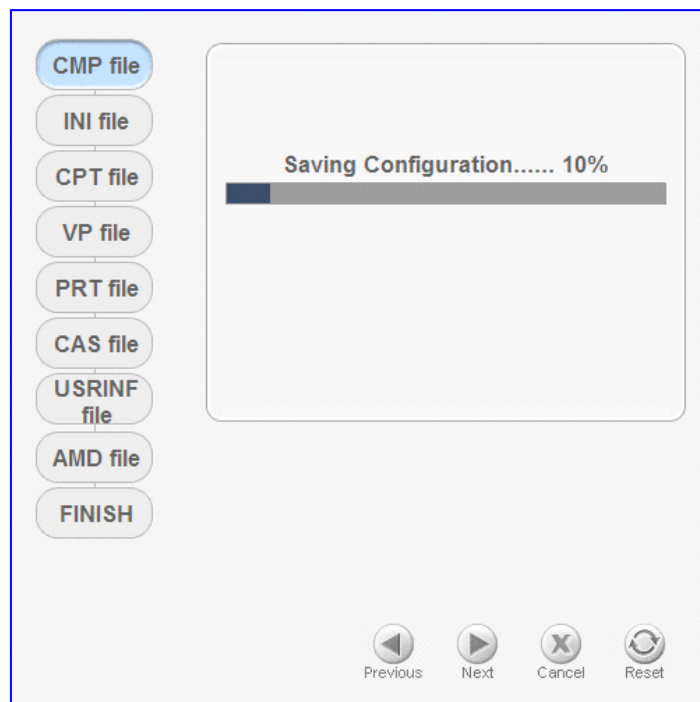 CMP file
INI file
CPT file
VP file
PRT file
CAS file
USRINF
file
AMD file
FINISH
Saving Configuration...... 10%
Previous
Next
Cancel
Reset